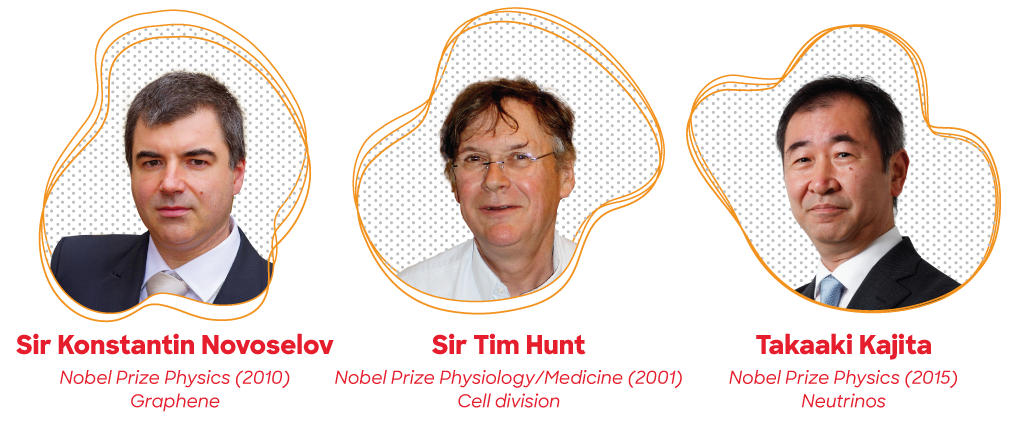 Sir Konstantin Novoselov
Nobel Prize Physics (2010)
Graphene
Sir Tim Hunt
Nobel Prize Physiology/Medicine (2001)
Cell division
Takaaki Kajita
Nobel Prize Physics (2015)
Neutrinos